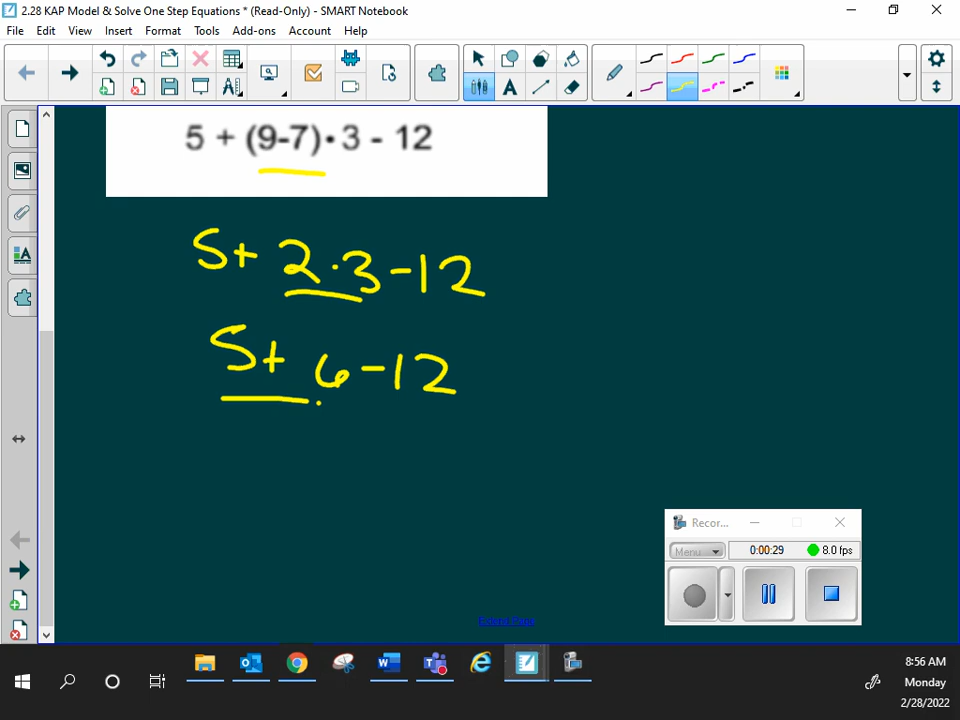 2.28 KAP Model & Solve One Step Equations * (Read-Only) - SMART Notebook
File Edit View Insert Format Tools Add-ons Account Help
5 + (9-7)• 3 - 12
5+ 2·3-12
5+ 6-12
Recor...
Menu 0:00:29 8.0 fps
Extend Page
8:56 AM
Monday
2/28/2022